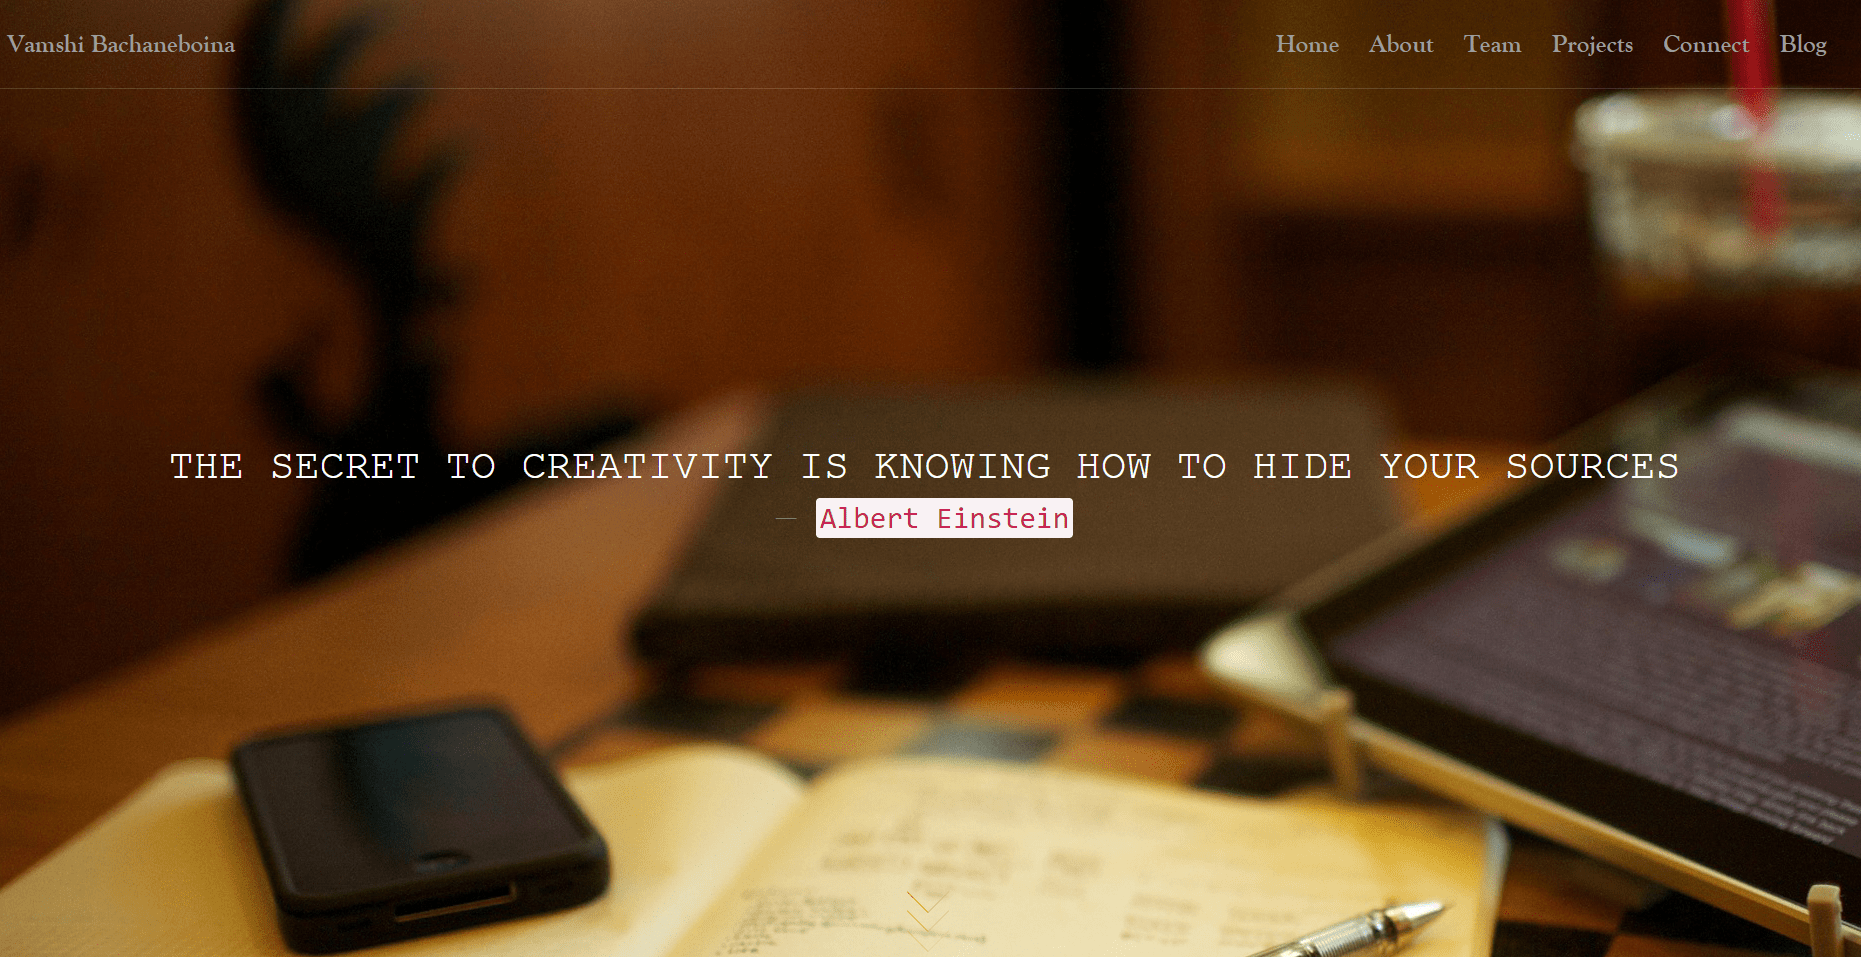 Vamshi Bachaneboina
Home About Team Projects Connect Blog
THE SECRET TO CREATIVITY IS KNOWING HOW TO HIDE YOUR SOURCES
— Albert Einstein